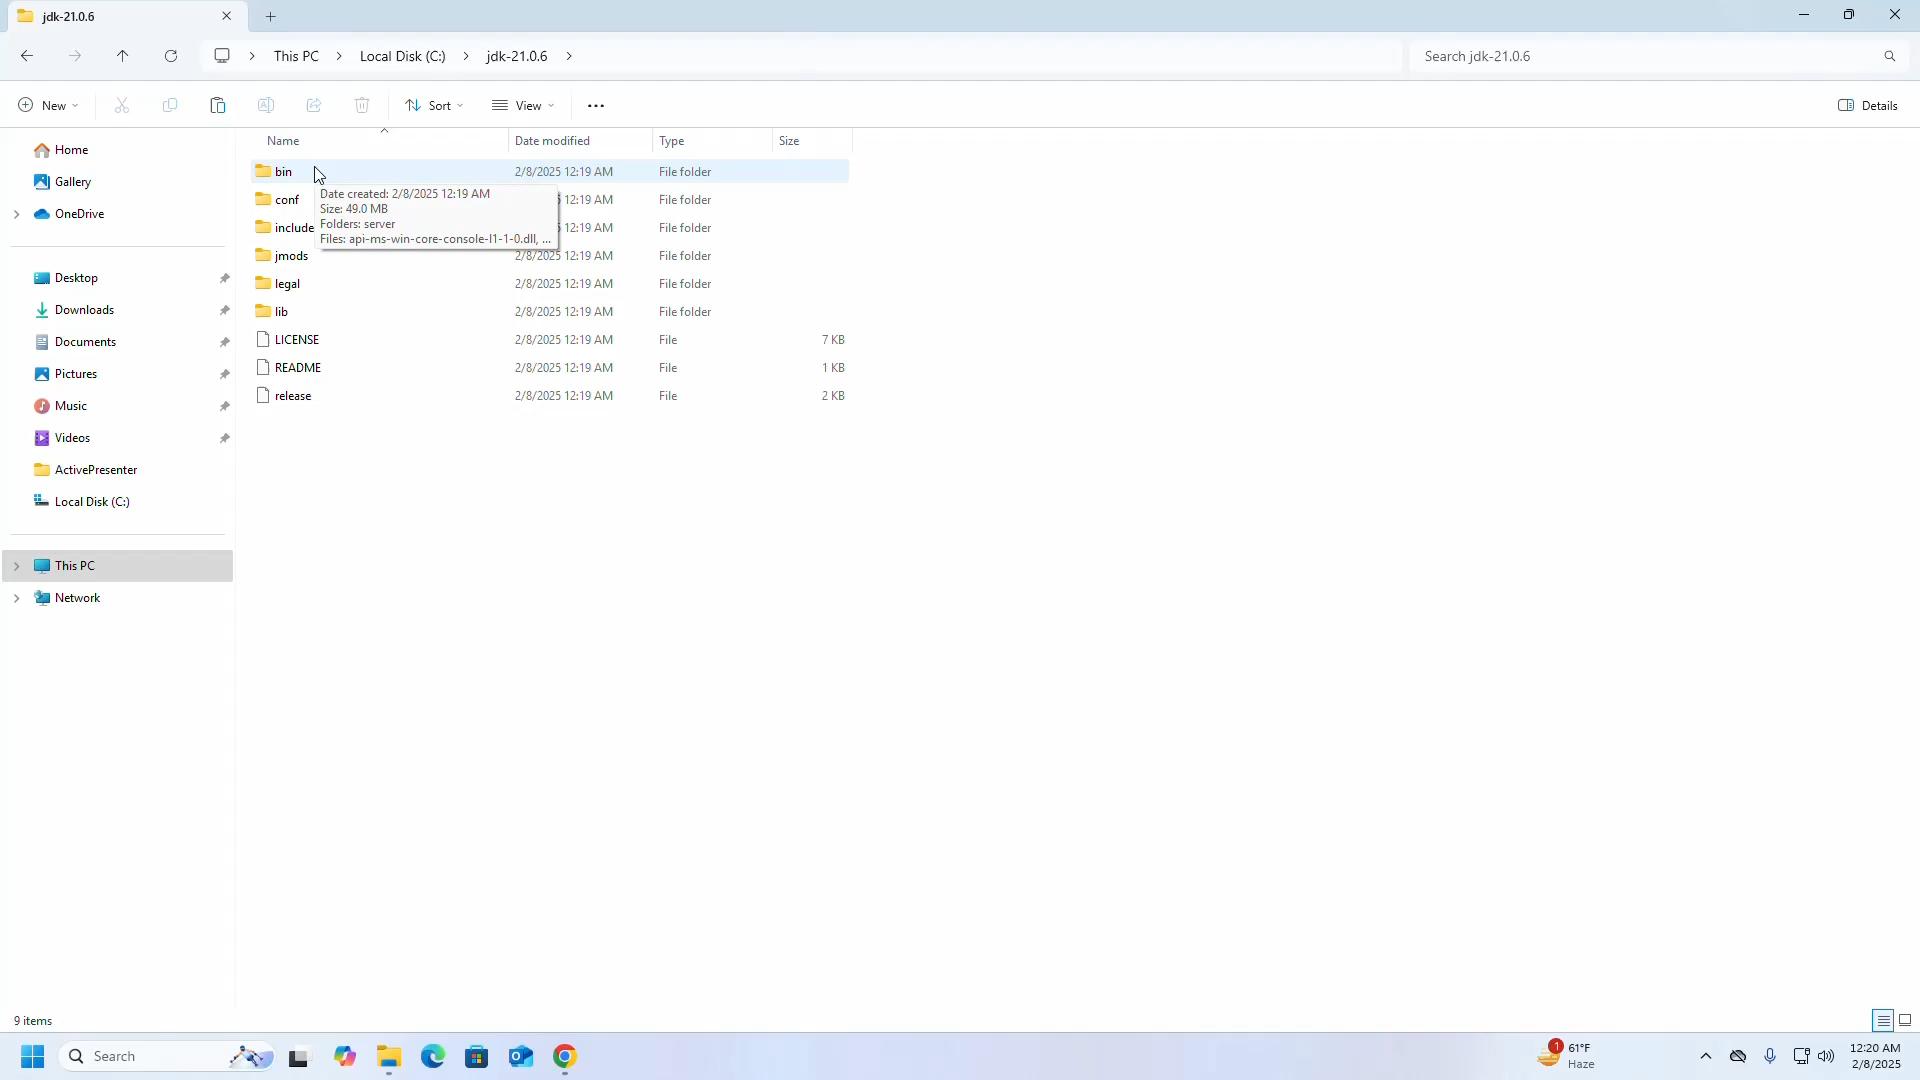 jdk-21.0.6
This PC
Local Disk (C:)
jdk-21.0.6
Search jdk-21.0.6
New
Sort
View
Details
Home
Gallery
OneDrive
Desktop
Downloads
Documents
Pictures
Music
Videos
ActivePresenter
Local Disk (C:)
This PC
Network
Name Date modified Type Size
bin 2/8/2025 12:19 AM File folder
conf 2/8/2025 12:19 AM File folder
include 2/8/2025 12:19 AM File folder
jmods 2/8/2025 12:19 AM File folder
legal 2/8/2025 12:19 AM File folder
lib 2/8/2025 12:19 AM File folder
LICENSE 2/8/2025 12:19 AM File 7 KB
README 2/8/2025 12:19 AM File 1 KB
release 2/8/2025 12:19 AM File 2 KB
Date created: 2/8/2025 12:19 AM
Size: 49.0 MB
Folders: server
Files: api-ms-win-core-console-l1-1-0.dll, ...
9 items
Search
1
61°F
Haze
12:20 AM
2/8/2025